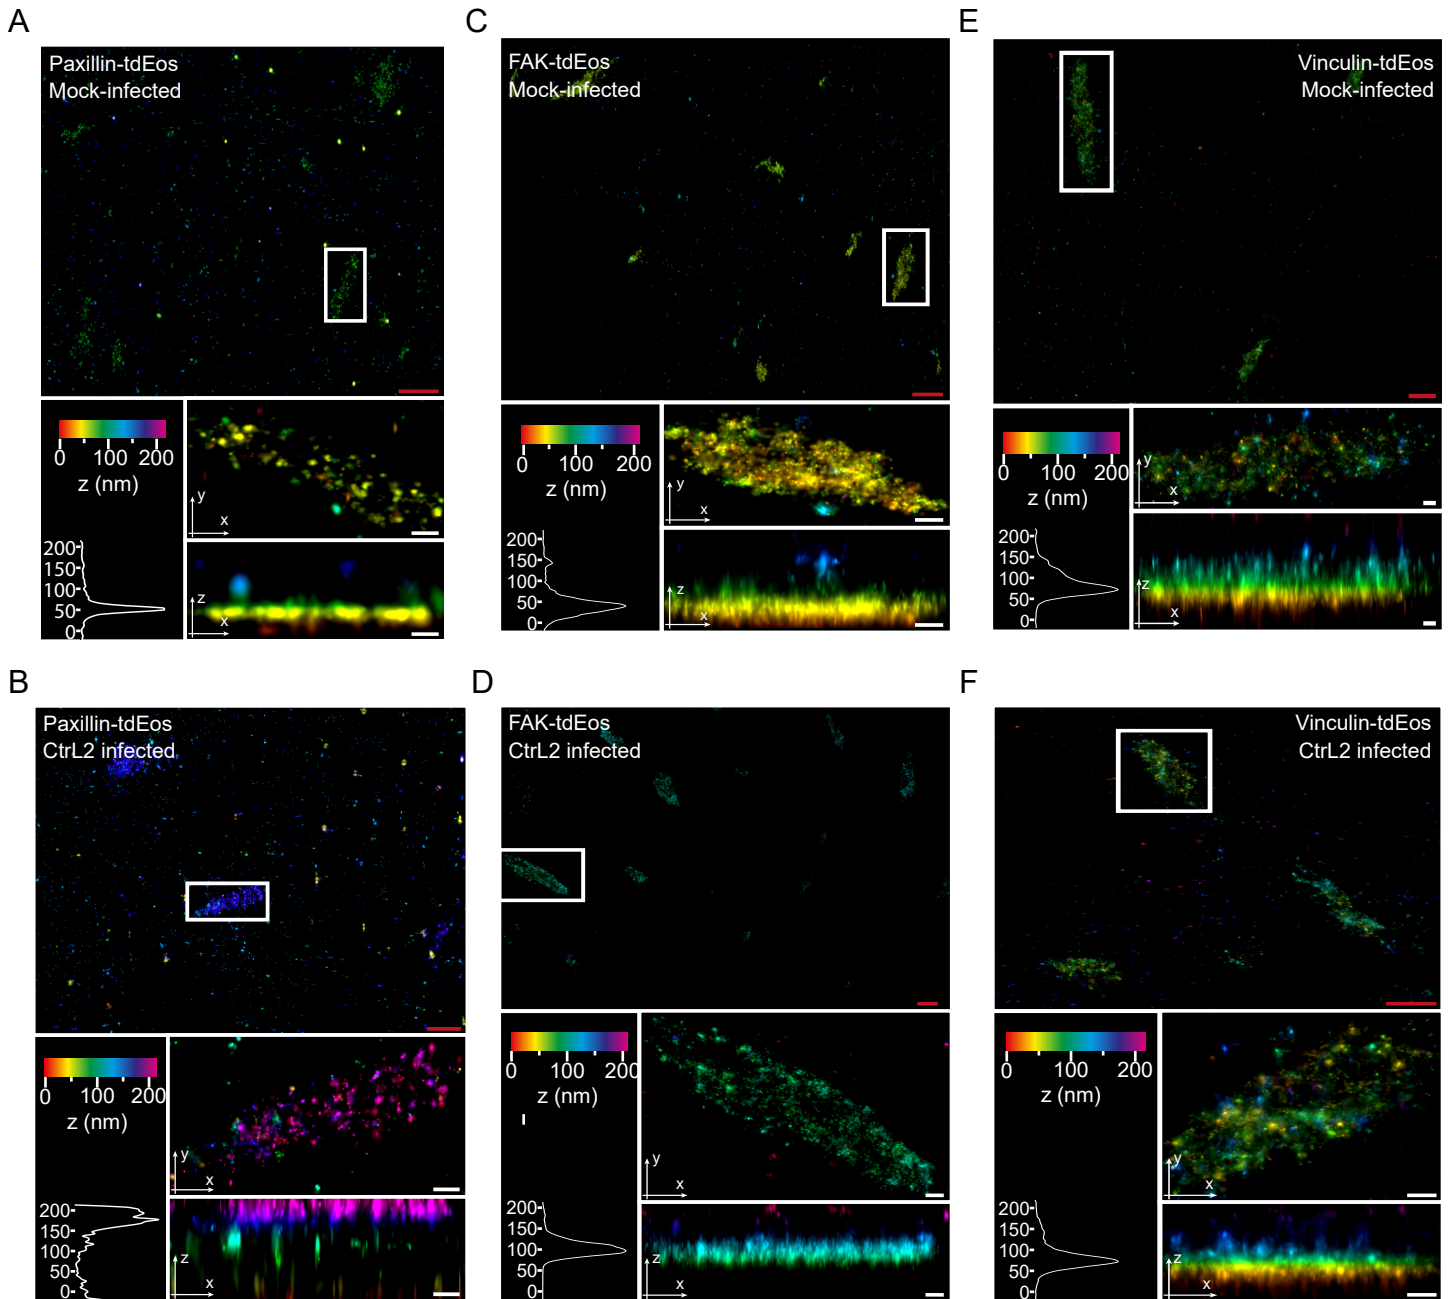 A
Paxillin-tdEos
Mock-infected
0 100 200
z (nm)
y
x
200
150
100
50
0
z
x
C
FAK-tdEos
Mock-infected
0 100 200
z (nm)
y
x
200
150
100
50
0
z
x
E
Vinculin-tdEos
Mock-infected
0 100 200
z (nm)
y
x
200
150
100
50
0
z
x
B
Paxillin-tdEos
CtrL2 infected
0 100 200
z (nm)
y
x
200
150
100
50
0
z
x
D
FAK-tdEos
CtrL2 infected
0 100 200
z (nm)
y
x
200
150
100
50
0
z
x
F
Vinculin-tdEos
CtrL2 infected
0 100 200
z (nm)
y
x
200
150
100
50
0
z
x